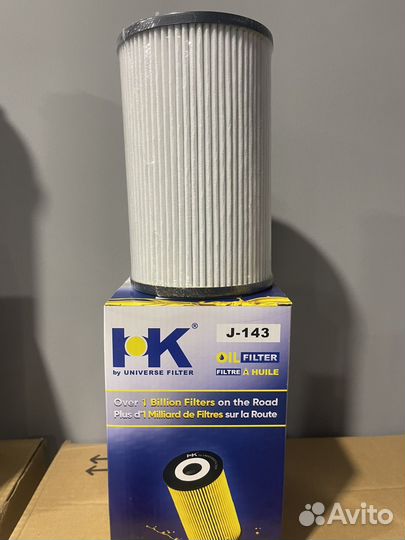 HK®
by UNIVERSE FILTER
J-143
OIL FILTER
FILTRE À HUILE
Over 1 Billion Filters on the Road
Plus d'1 Milliard de Filtres sur la Route
HK
Avito